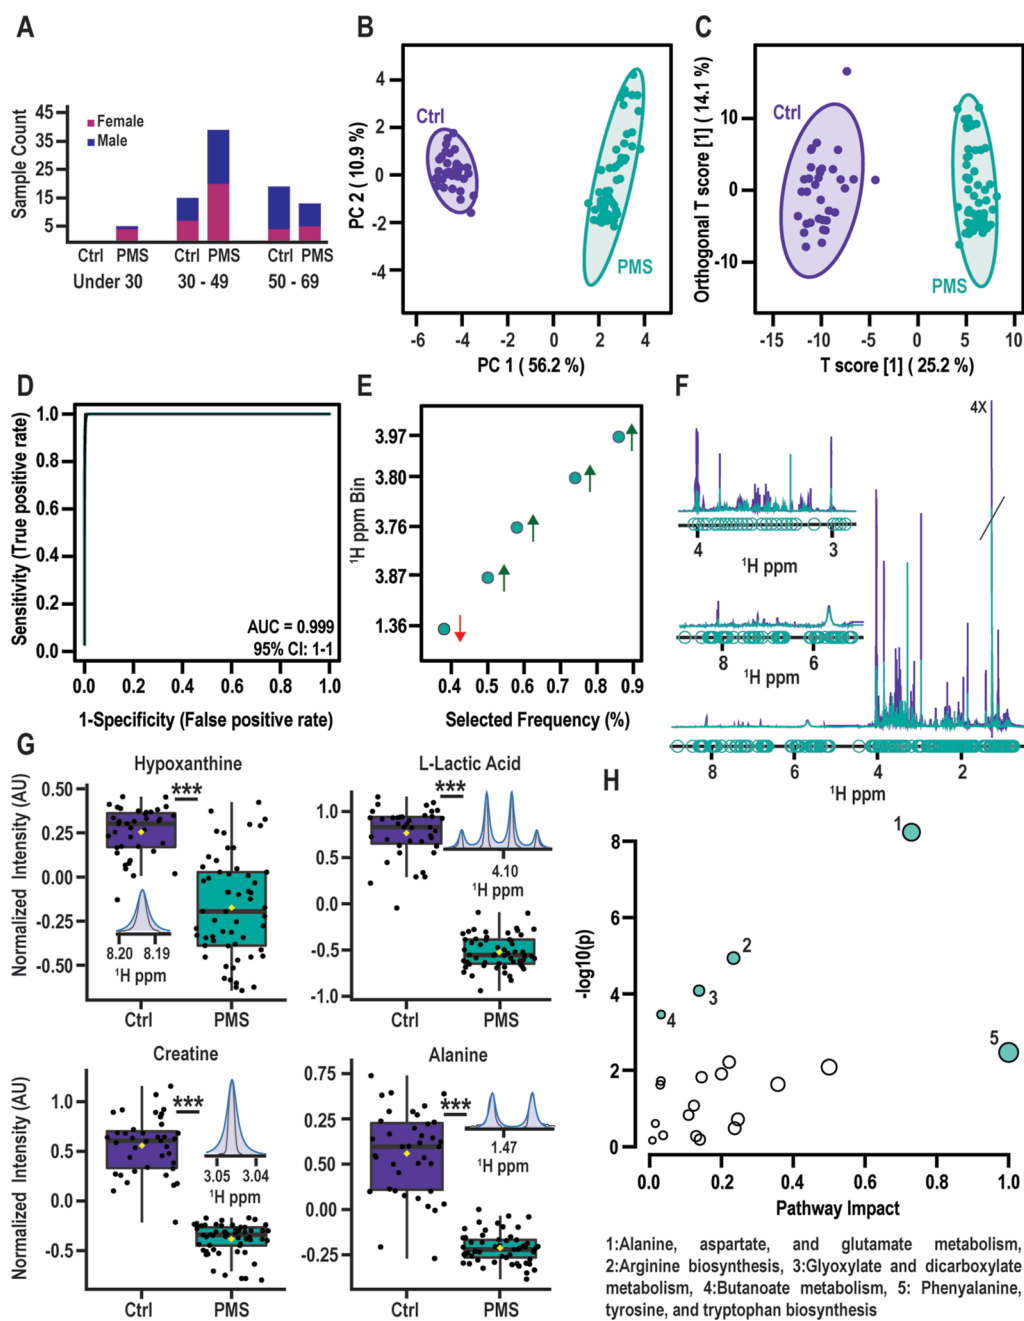 A
Sample Count
45
35
25
15
5
Female
Male
Ctrl PMS Ctrl PMS Ctrl PMS
Under 30 30 - 49 50 - 69
B
PC 2 ( 10.9 %)
4
2
0
-2
-4
Ctrl
PMS
-6 -4 -2 0 2 4
PC 1 ( 56.2 %)
C
Orthogonal T score [1] ( 14.1 %)
10
0
-10
Ctrl
PMS
-15 -10 -5 0 5 10
T score [1] ( 25.2 %)
D
Sensitivity (True positive rate)
1.0
0.8
0.6
0.4
0.2
0.0
AUC = 0.999
95% CI: 1-1
0.0 0.2 0.4 0.6 0.8 1.0
1-Specificity (False positive rate)
E
¹H ppm Bin
3.97
3.80
3.76
3.87
1.36
0.4 0.5 0.6 0.7 0.8 0.9
Selected Frequency (%)
F
4X
4 3
¹H ppm
8 6
¹H ppm
8 6 4 2
¹H ppm
G
Hypoxanthine
Normalized Intensity (AU)
0.50
0.25
0.00
-0.25
-0.50
***
8.20 8.19
¹H ppm
Ctrl PMS
L-Lactic Acid
1.0
0.5
0.0
-0.5
-1.0
***
4.10
¹H ppm
Ctrl PMS
Creatine
Normalized Intensity (AU)
1.0
0.5
0.0
-0.5
***
3.05 3.04
¹H ppm
Ctrl PMS
Alanine
0.75
0.25
0.50
0.00
-0.25
***
1.47
¹H ppm
Ctrl PMS
H
-log10(p)
8
6
4
2
0
1
2
3
4
5
0.0 0.2 0.4 0.6 0.8 1.0
Pathway Impact
1:Alanine, aspartate, and glutamate metabolism,
2:Arginine biosynthesis, 3:Glyoxylate and dicarboxylate
metabolism, 4:Butanoate metabolism, 5: Phenyalanine,
tyrosine, and tryptophan biosynthesis